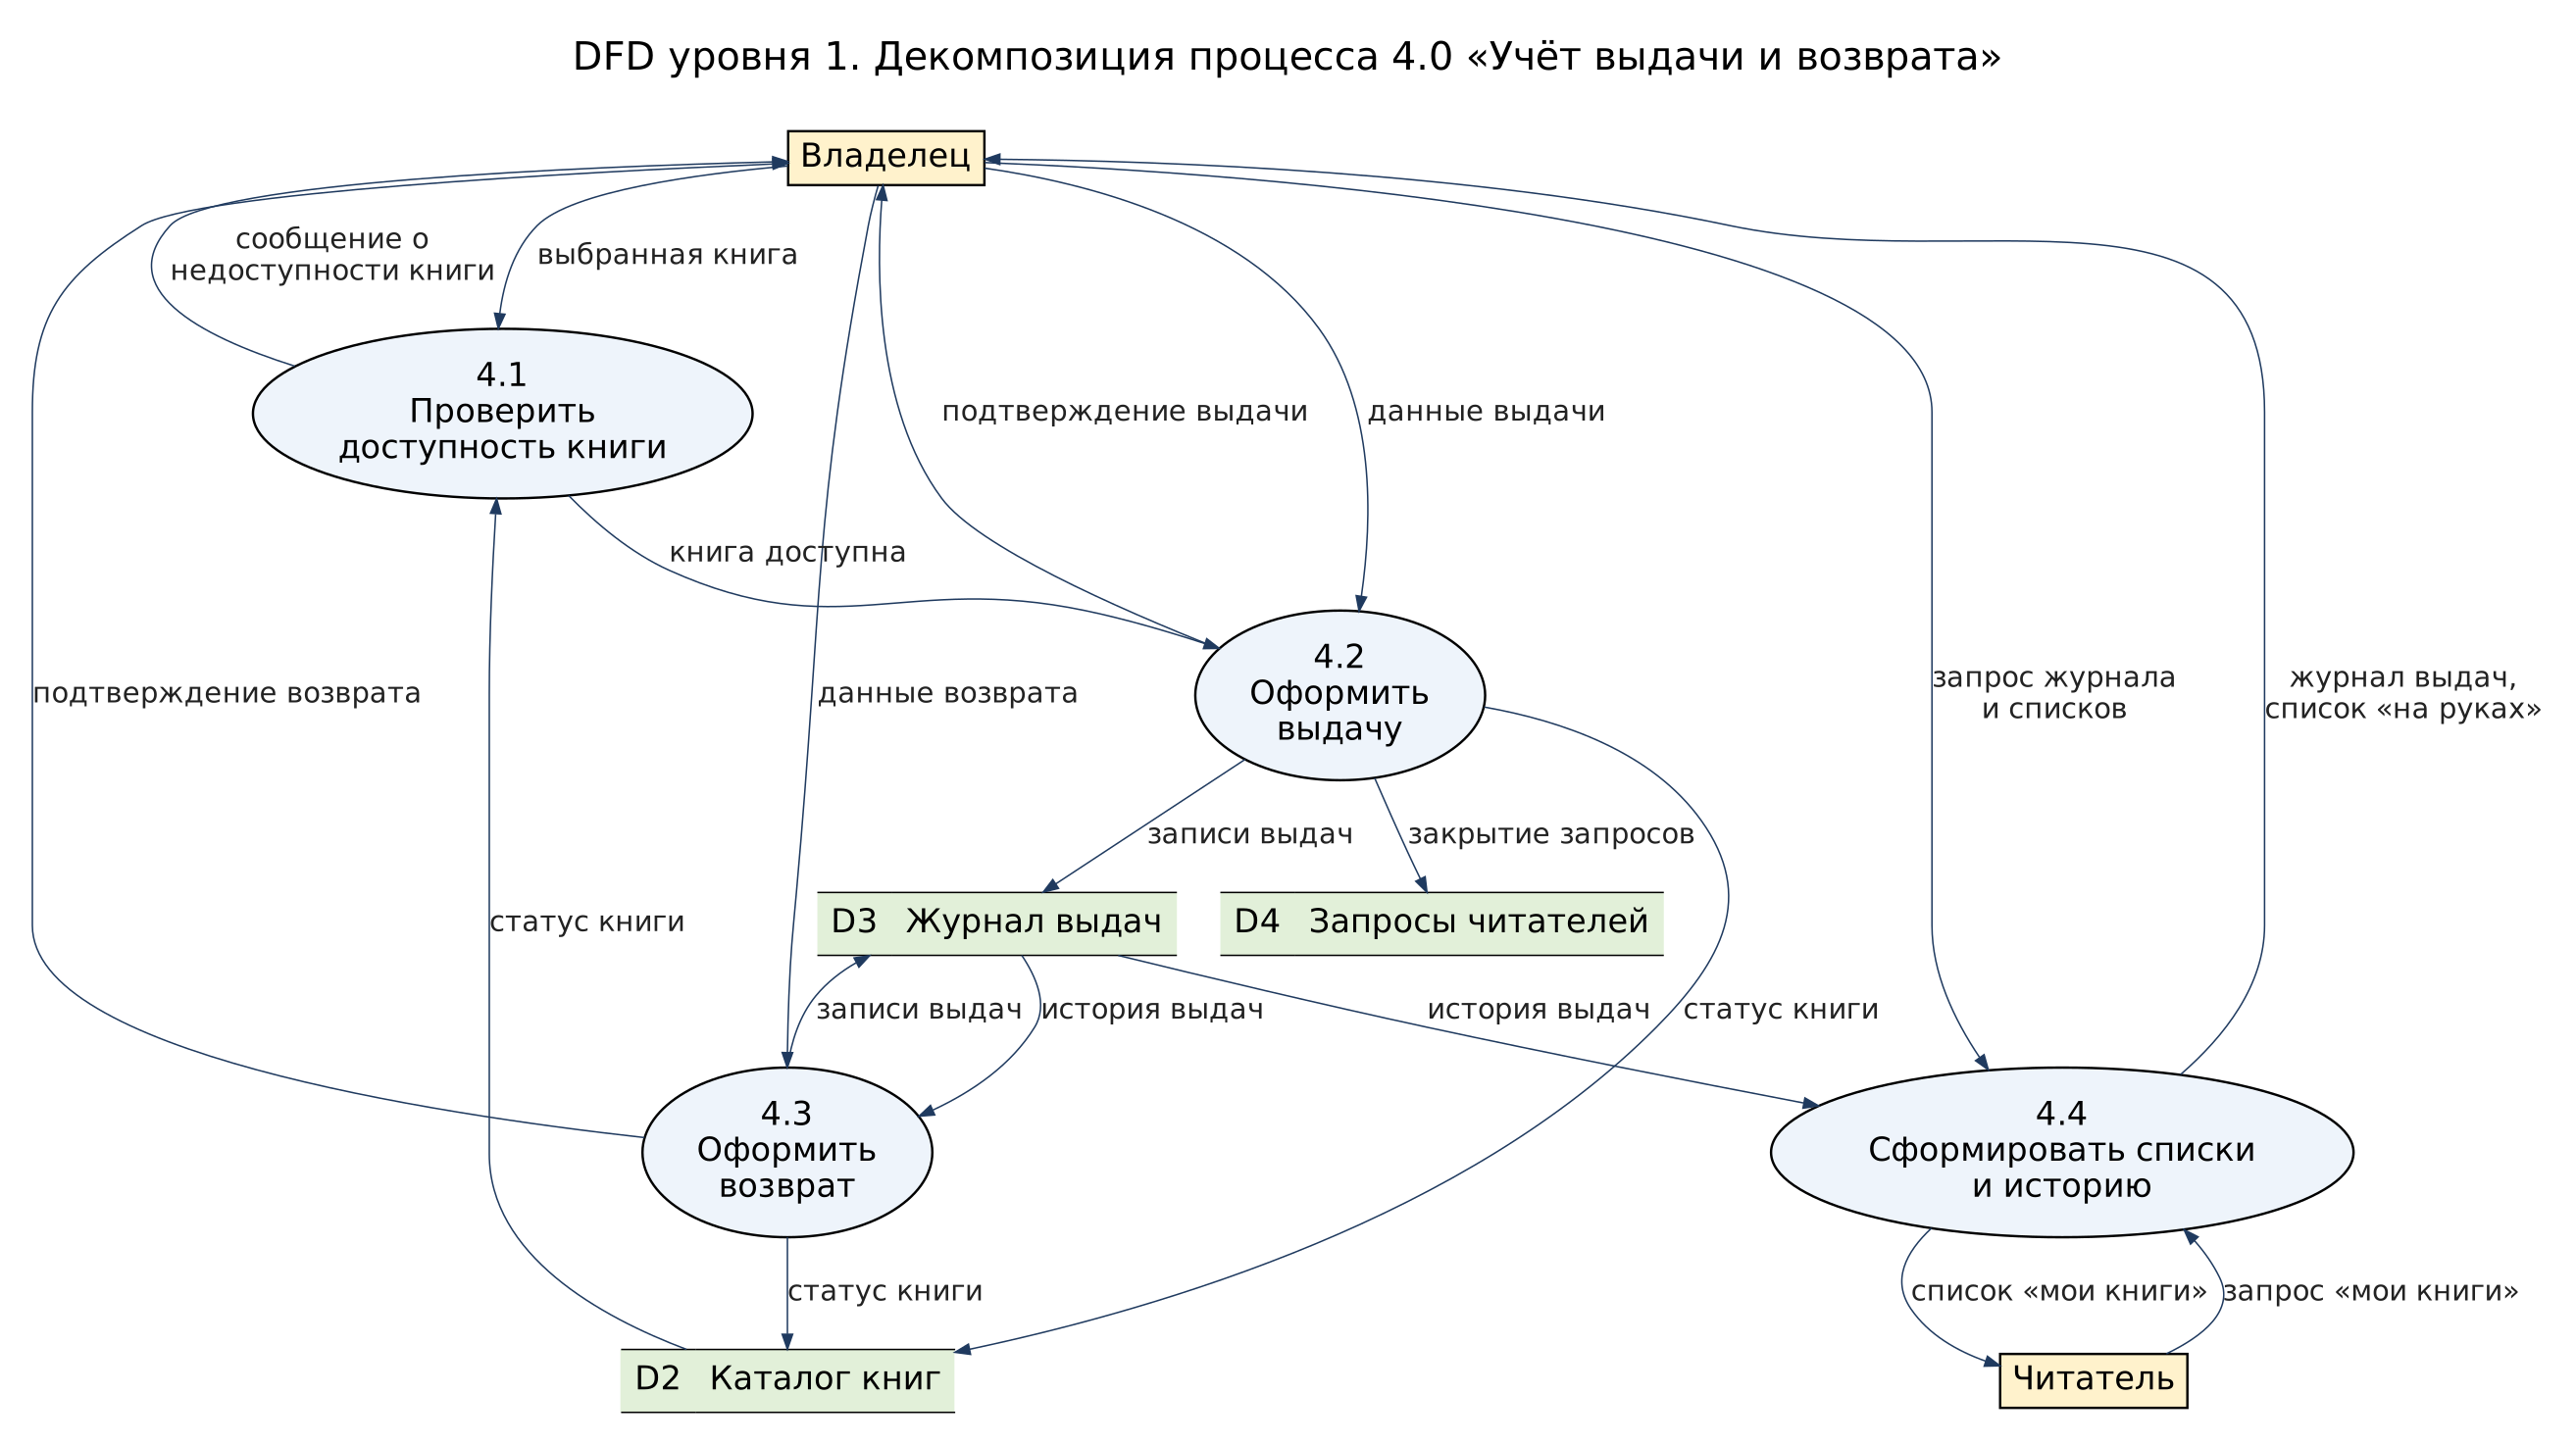 DFD уровня 1. Декомпозиция процесса 4.0 «Учёт выдачи и возврата»
Владелец
сообщение о
недоступности книги
выбранная книга
4.1
Проверить
доступность книги
подтверждение выдачи
данные выдачи
книга доступна
4.2
Оформить
выдачу
подтверждение возврата
данные возврата
запрос журнала
и списков
журнал выдач,
список «на руках»
записи выдач
закрытие запросов
статус книги
D3 Журнал выдач
D4 Запросы читателей
записи выдач
история выдач
история выдач
статус книги
4.3
Оформить
возврат
4.4
Сформировать списки
и историю
статус книги
список «мои книги»
запрос «мои книги»
D2 Каталог книг
Читатель